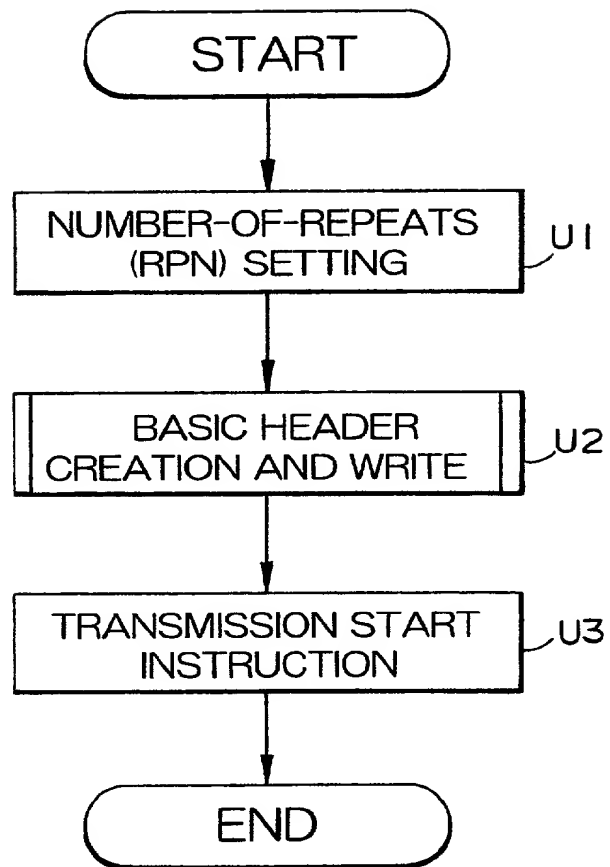 START
NUMBER-OF-REPEATS
(RPN) SETTING
U1
BASIC HEADER
CREATION AND WRITE
U2
TRANSMISSION START
INSTRUCTION
U3
END